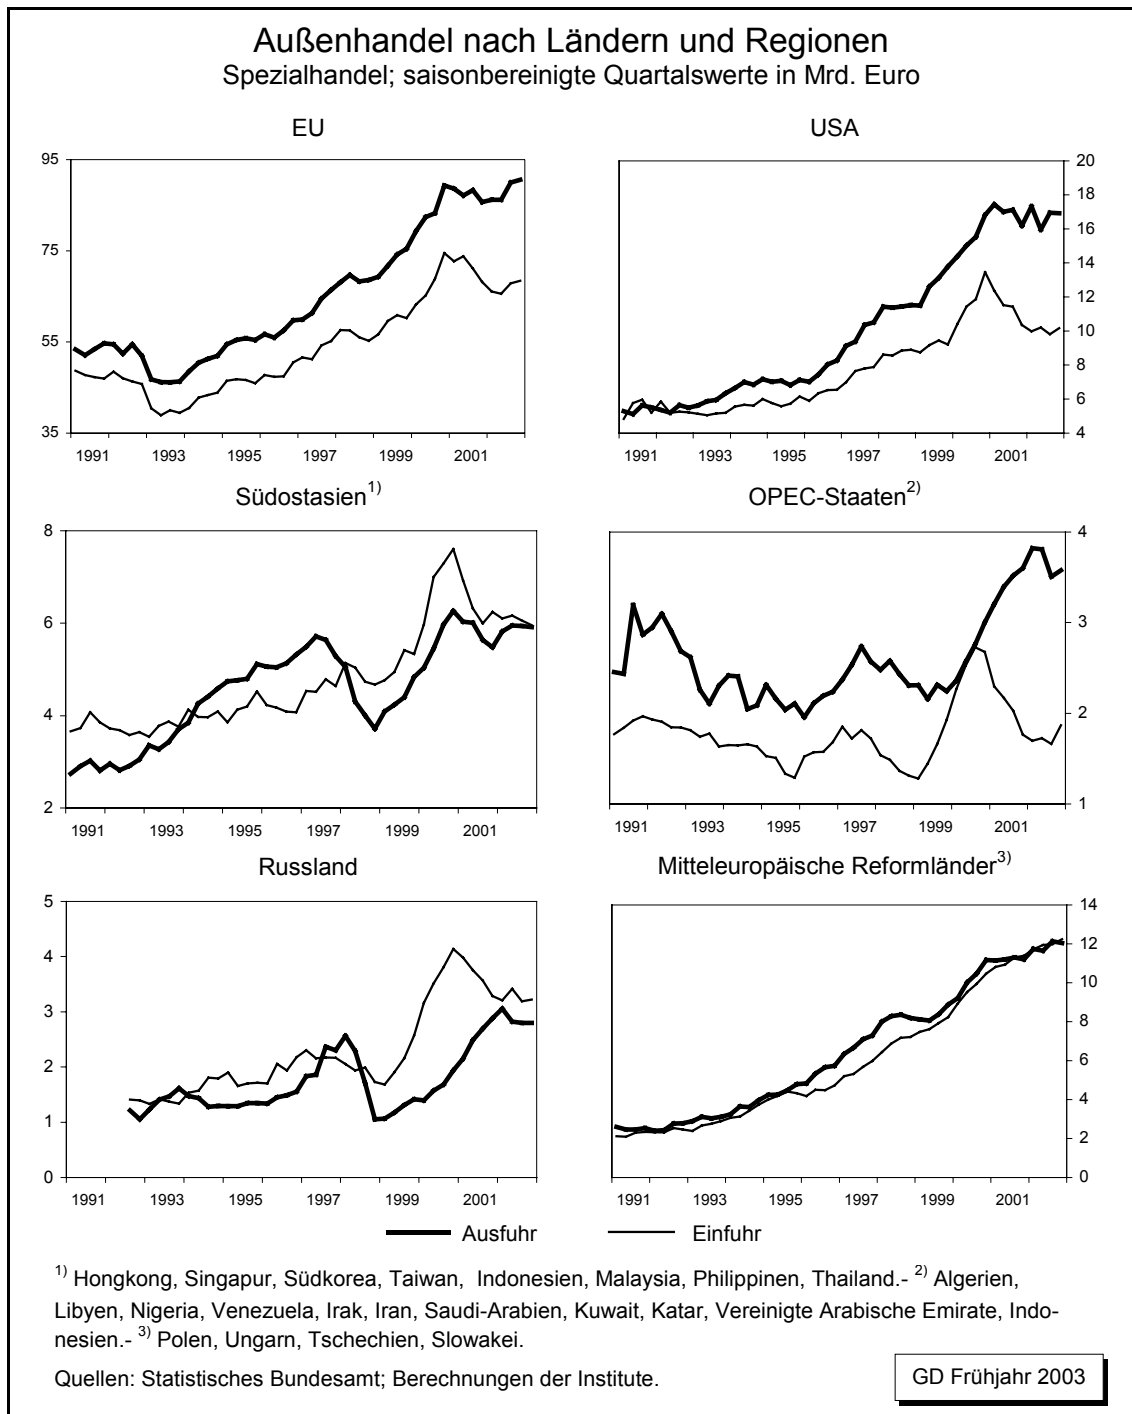 Außenhandel nach Ländern und Regionen
Spezialhandel; saisonbereinigte Quartalswerte in Mrd. Euro
EU
95
75
55
35
1991 1993 1995 1997 1999 2001
USA
20
18
16
14
12
10
8
6
4
1991 1993 1995 1997 1999 2001
Südostasien1)
8
6
4
2
1991 1993 1995 1997 1999 2001
OPEC-Staaten2)
4
3
2
1
1991 1993 1995 1997 1999 2001
Russland
5
4
3
2
1
0
1991 1993 1995 1997 1999 2001
Mitteleuropäische Reformländer3)
14
12
10
8
6
4
2
0
1991 1993 1995 1997 1999 2001
Ausfuhr Einfuhr
1) Hongkong, Singapur, Südkorea, Taiwan, Indonesien, Malaysia, Philippinen, Thailand.- 2) Algerien,
Libyen, Nigeria, Venezuela, Irak, Iran, Saudi-Arabien, Kuwait, Katar, Vereinigte Arabische Emirate, Indo-
nesien.- 3) Polen, Ungarn, Tschechien, Slowakei.
Quellen: Statistisches Bundesamt; Berechnungen der Institute.
GD Frühjahr 2003